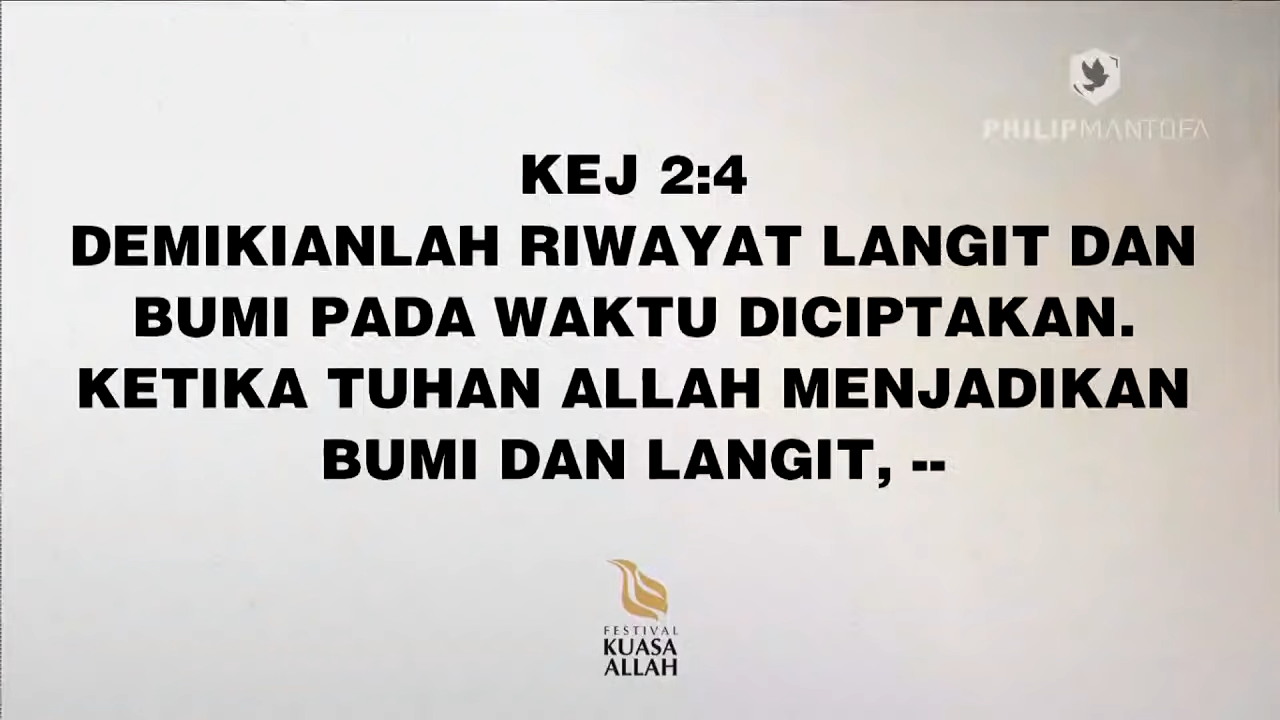 PHILIPMANTOFA
KEJ 2:4
DEMIKIANLAH RIWAYAT LANGIT DAN
BUMI PADA WAKTU DICIPTAKAN.
KETIKA TUHAN ALLAH MENJADIKAN
BUMI DAN LANGIT, --
FESTIVAL
KUASA
ALLAH